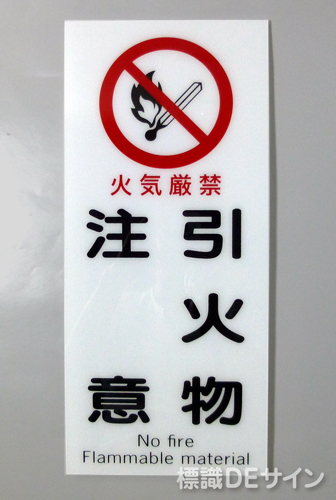 火気厳禁
引火物
注意
No fire
Flammable material
標識DEサイン